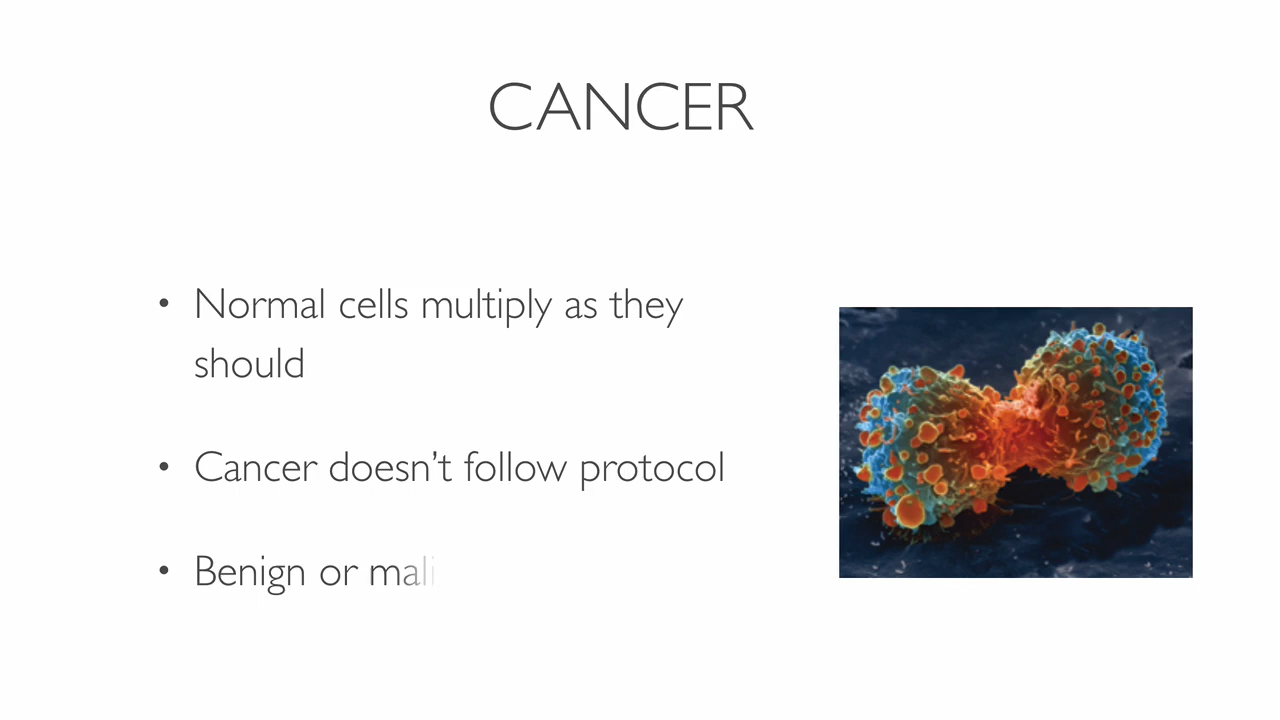 CANCER
• Normal cells multiply as they
should
• Cancer doesn’t follow protocol
• Benign or mali